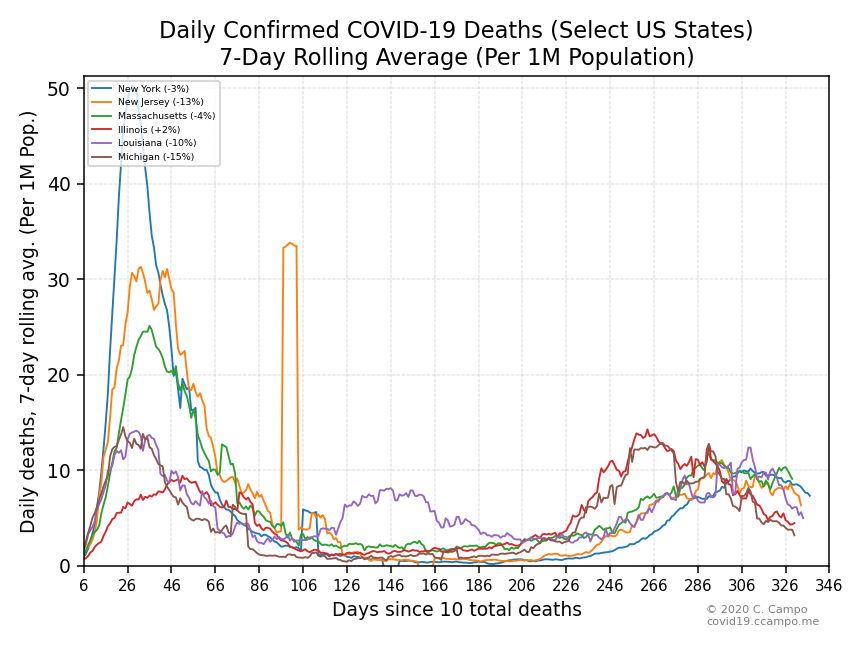 Daily Confirmed COVID-19 Deaths (Select US States)
7-Day Rolling Average (Per 1M Population)
Daily deaths, 7-day rolling avg. (Per 1M Pop.)
50
40
30
20
10
0
New York (-3%)
New Jersey (-13%)
Massachusetts (-4%)
Illinois (+2%)
Louisiana (-10%)
Michigan (-15%)
6 26 46 66 86 106 126 146 166 186 206 226 246 266 286 306 326 346
Days since 10 total deaths
© 2020 C. Campo
covid19.ccampo.me